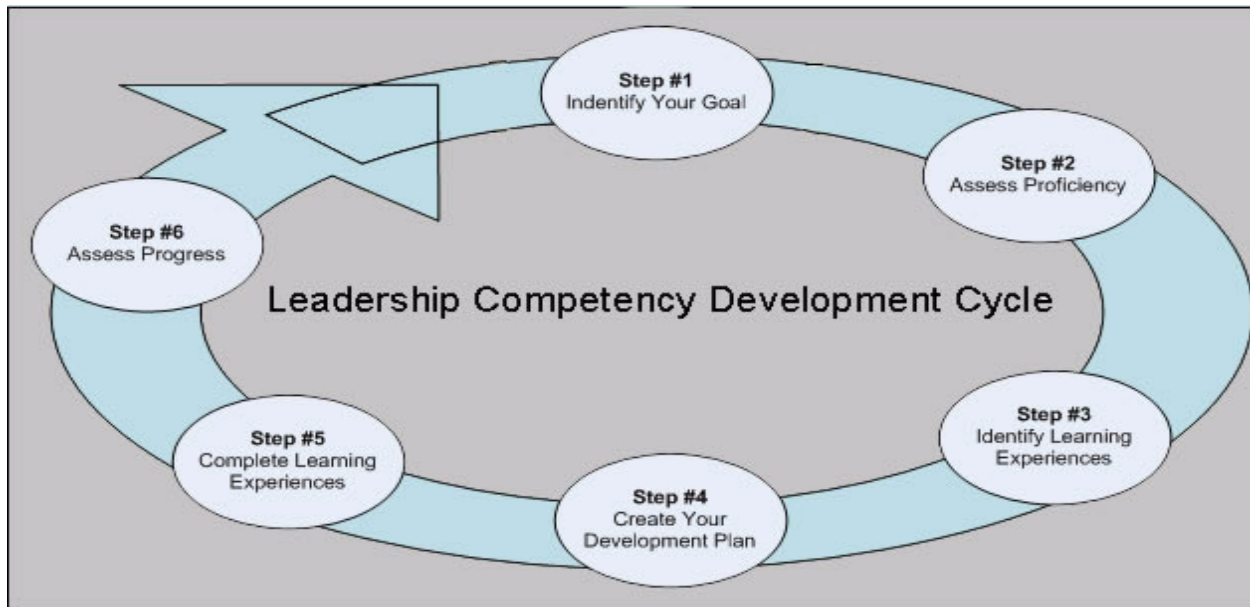 Step #1
Indentify Your Goal
Step #2
Assess Proficiency
Step #6
Assess Progress
Leadership Competency Development Cycle
Step #3
Identify Learning
Experiences
Step #5
Complete Learning
Experiences
Step #4
Create Your
Development Plan